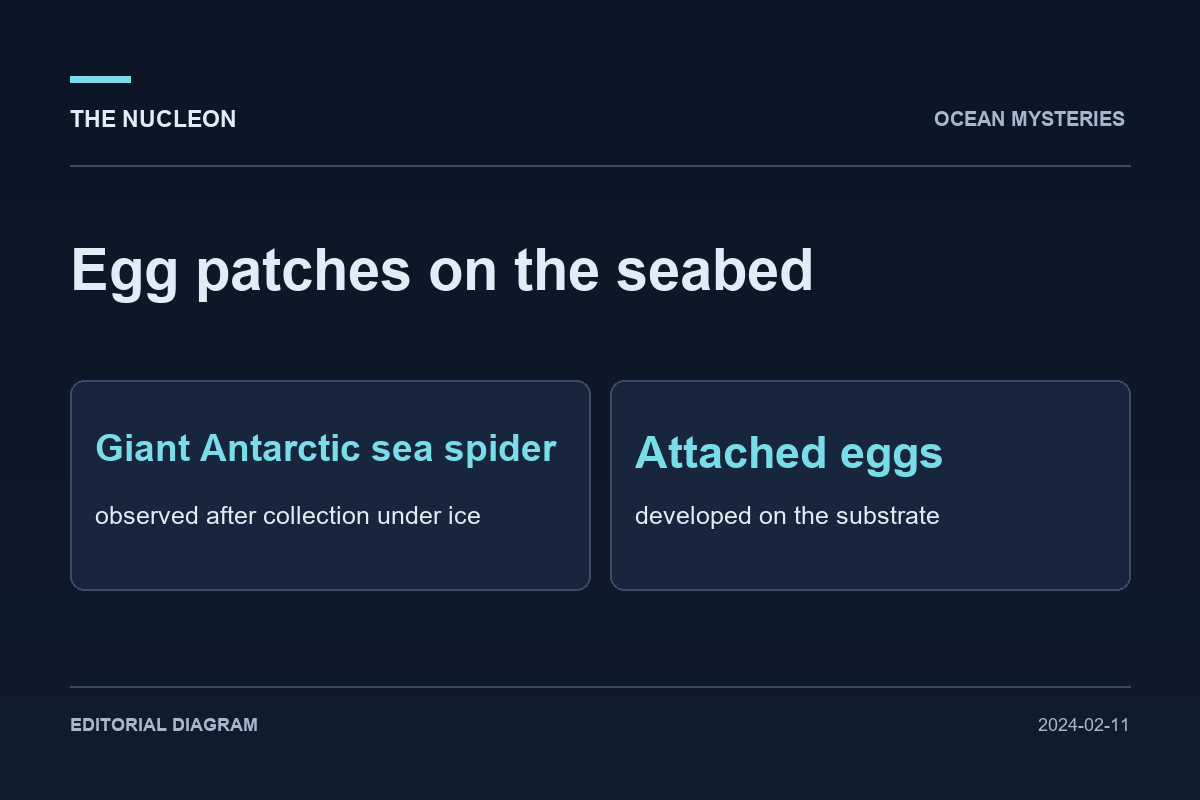 THE NUCLEON
OCEAN MYSTERIES
Egg patches on the seabed
Giant Antarctic sea spider
observed after collection under ice
Attached eggs
developed on the substrate
EDITORIAL DIAGRAM
2024-02-11